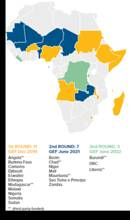 1st ROUND: 11
GEF Dec 2019
Angola*
Burkina Faso
Comoros
Djibouti
Eswatini
Ethiopia
Madagascar**
Malawi
Nigeria
Somalia
Sudan
2nd ROUND: 7
GEF June 2021
Benin
Chad*
Niger
Mali
Mauritania*
Sao Tome e Principe
Zambia
3rd ROUND: 3
GEF June 2022
Burundi*
DRC
Liberia*